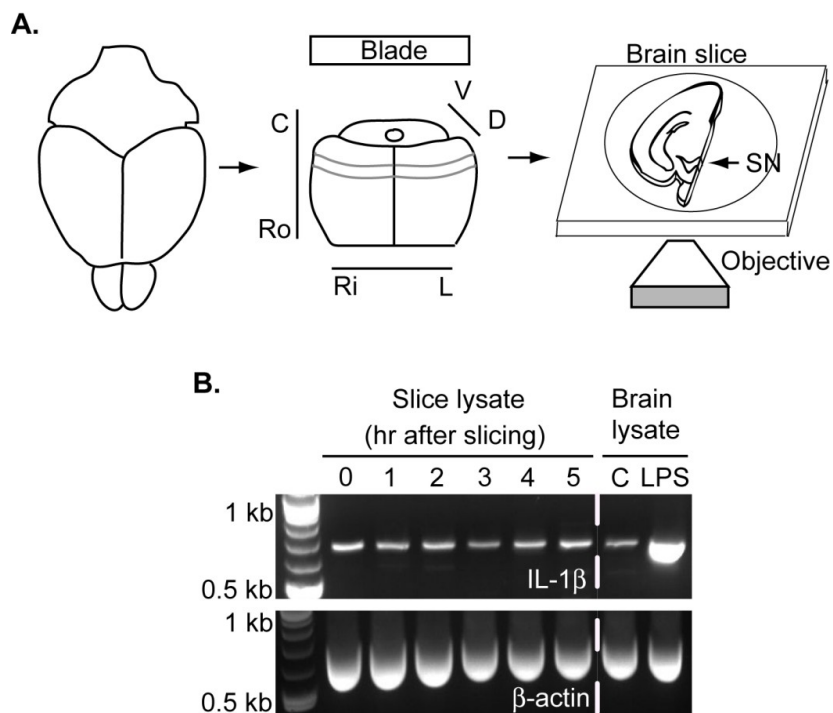 A.
Blade
Brain slice
V
C
D
SN
Ro
Objective
Ri
L
B.
Slice lysate
(hr after slicing)
Brain
lysate
0 1 2 3 4 5 C LPS
1 kb
IL-1β
0.5 kb
1 kb
β-actin
0.5 kb